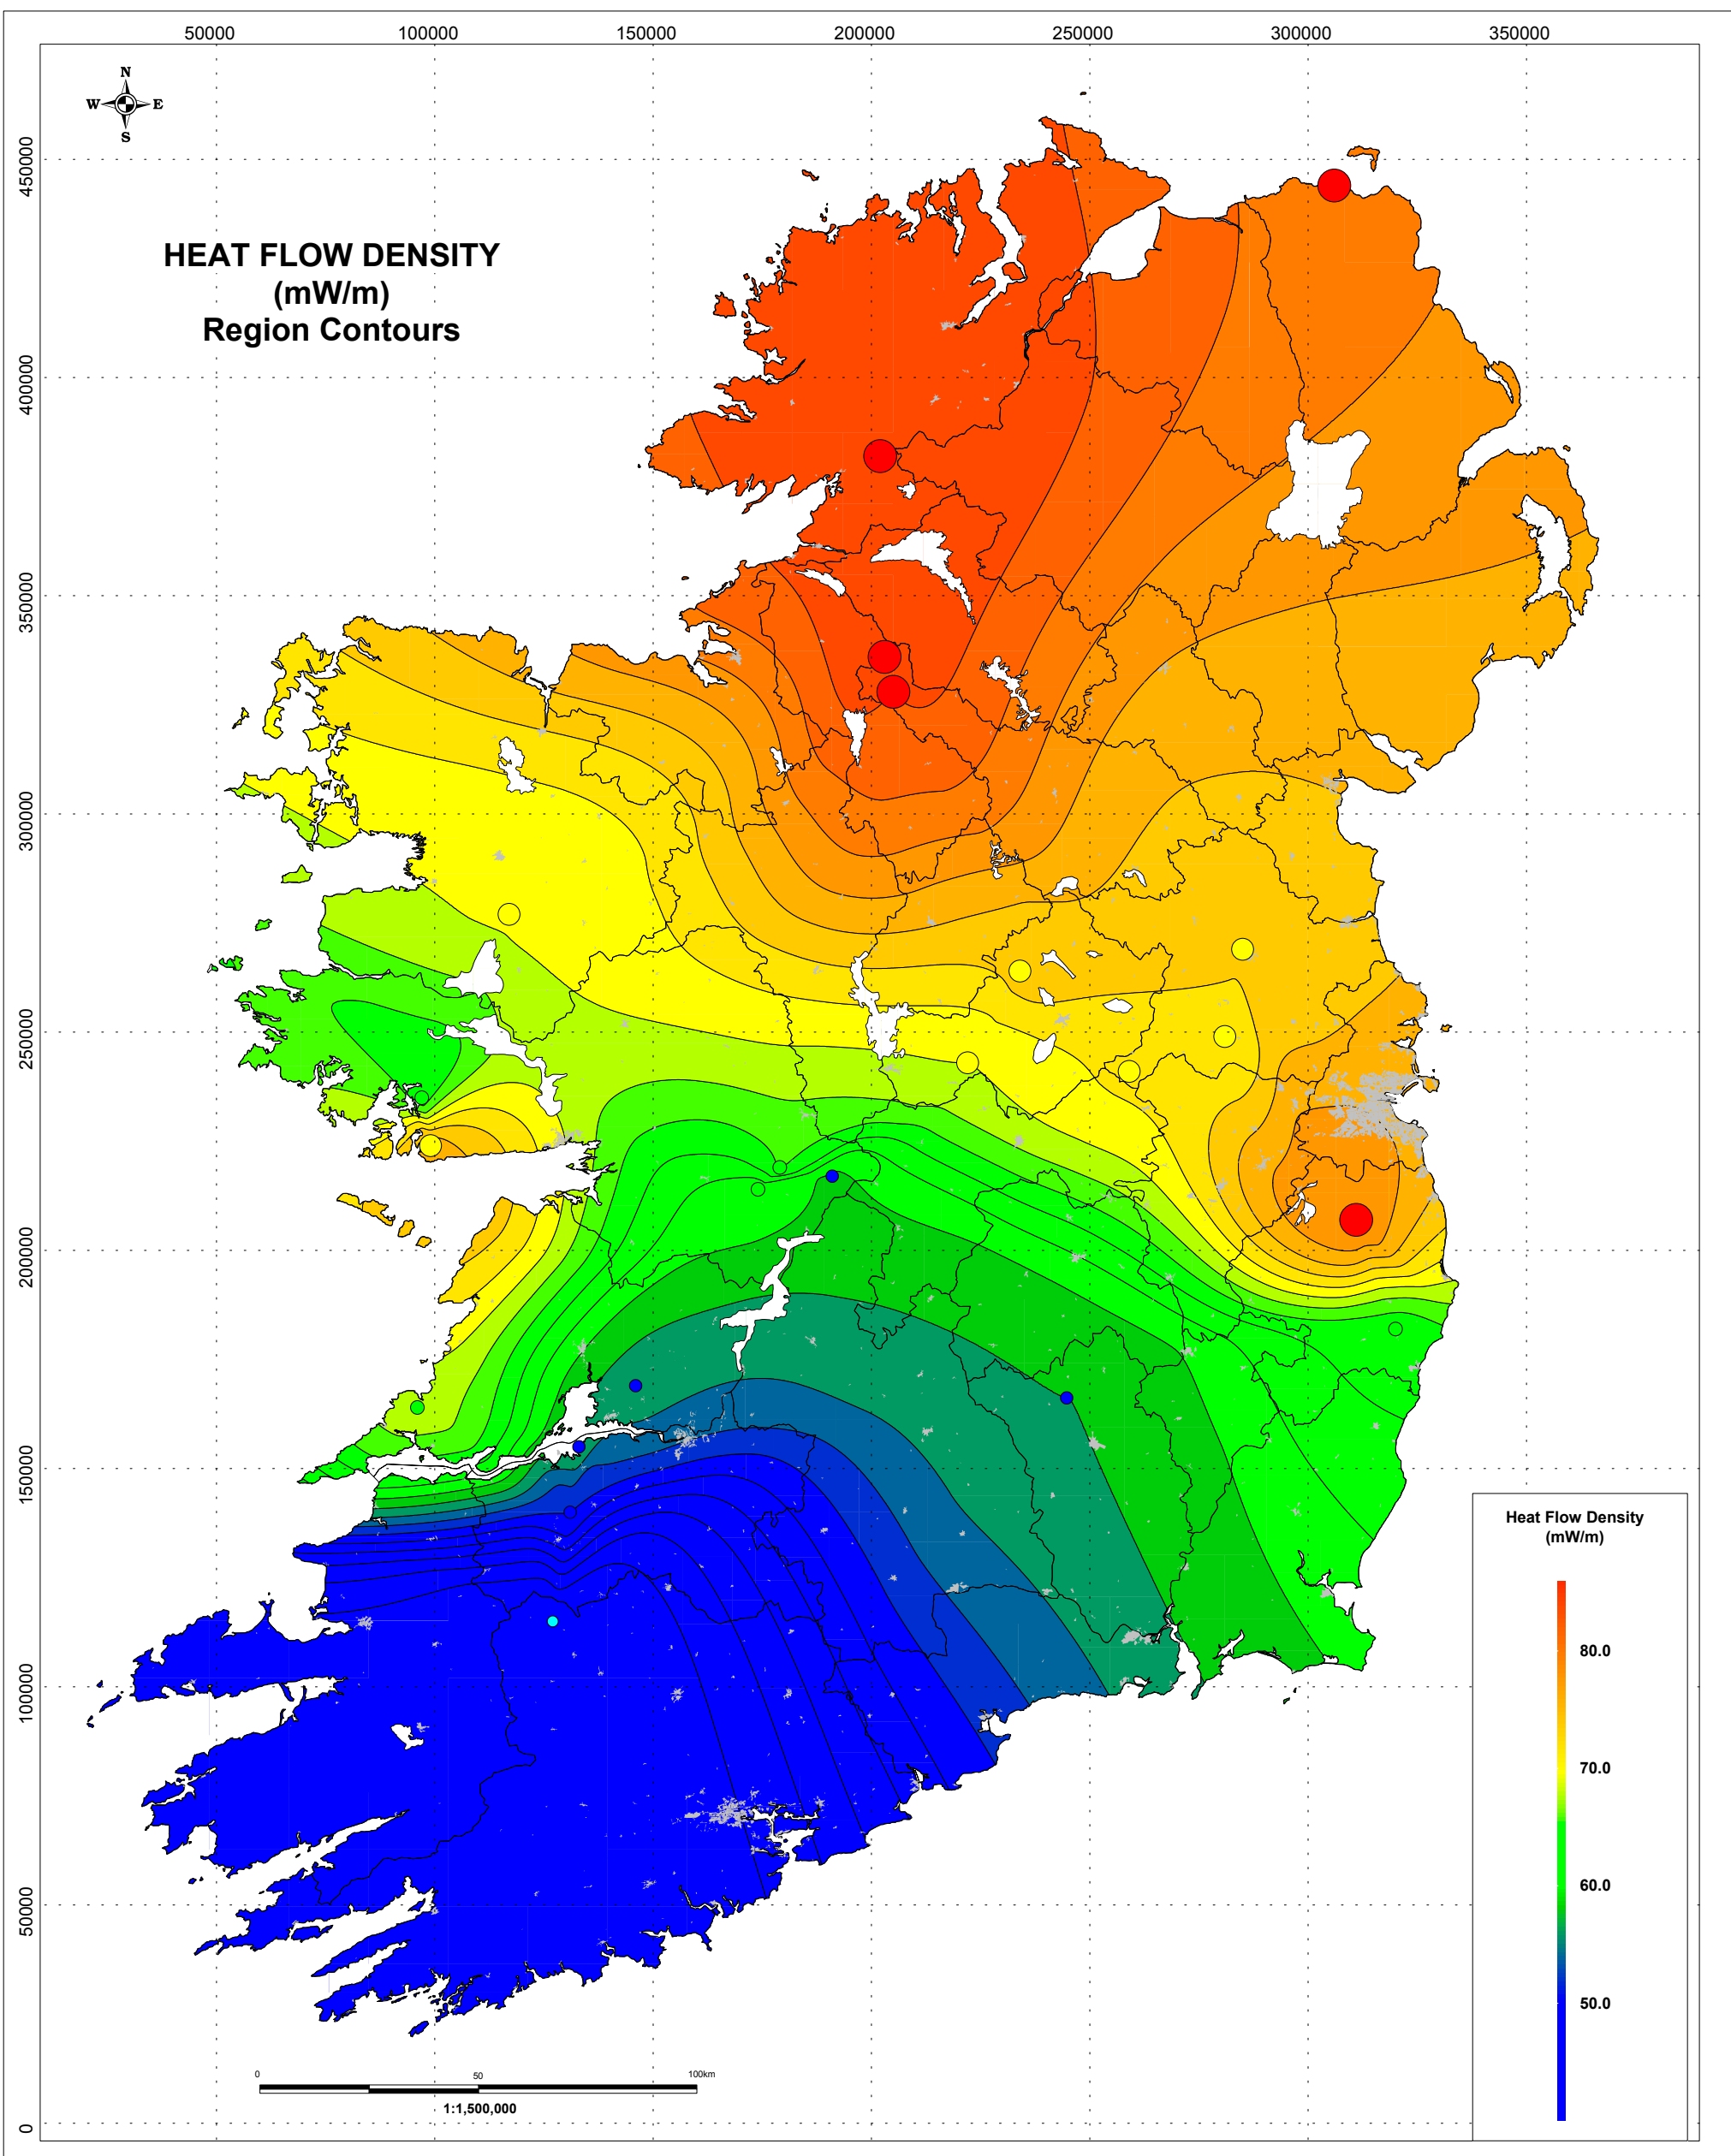 50000 100000 150000 200000 250000 300000 350000
N
W E
S
450000
HEAT FLOW DENSITY
(mW/m)
Region Contours
400000
350000
300000
250000
200000
150000
100000
50000
0
Heat Flow Density
(mW/m)
80.0
70.0
60.0
50.0
0 50 100km
1:1,500,000